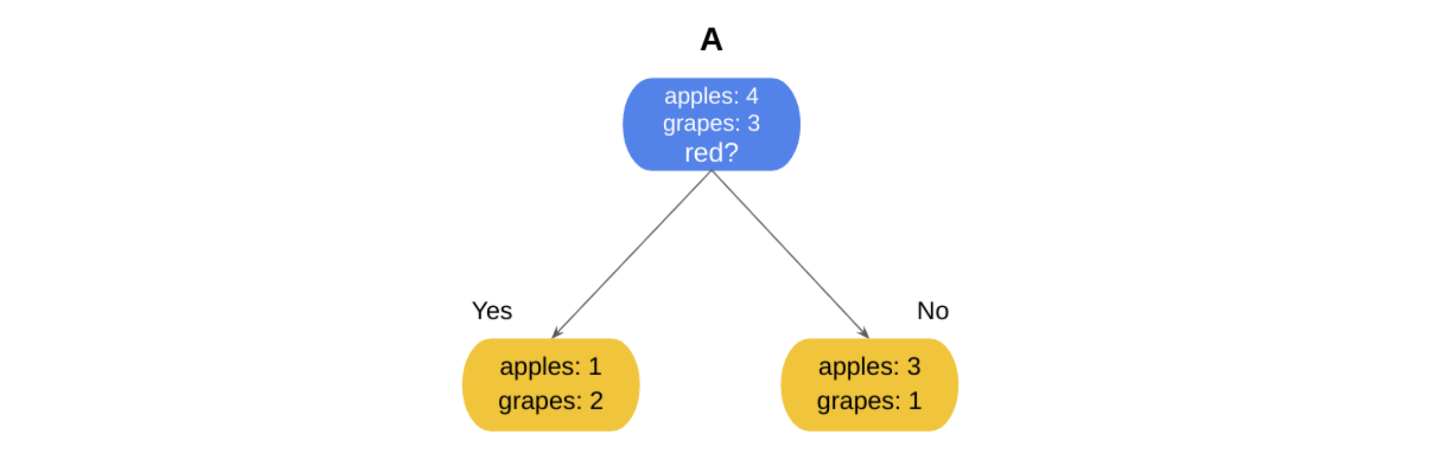 A
apples: 4
grapes: 3
red?
Yes
No
apples: 1
grapes: 2
apples: 3
grapes: 1